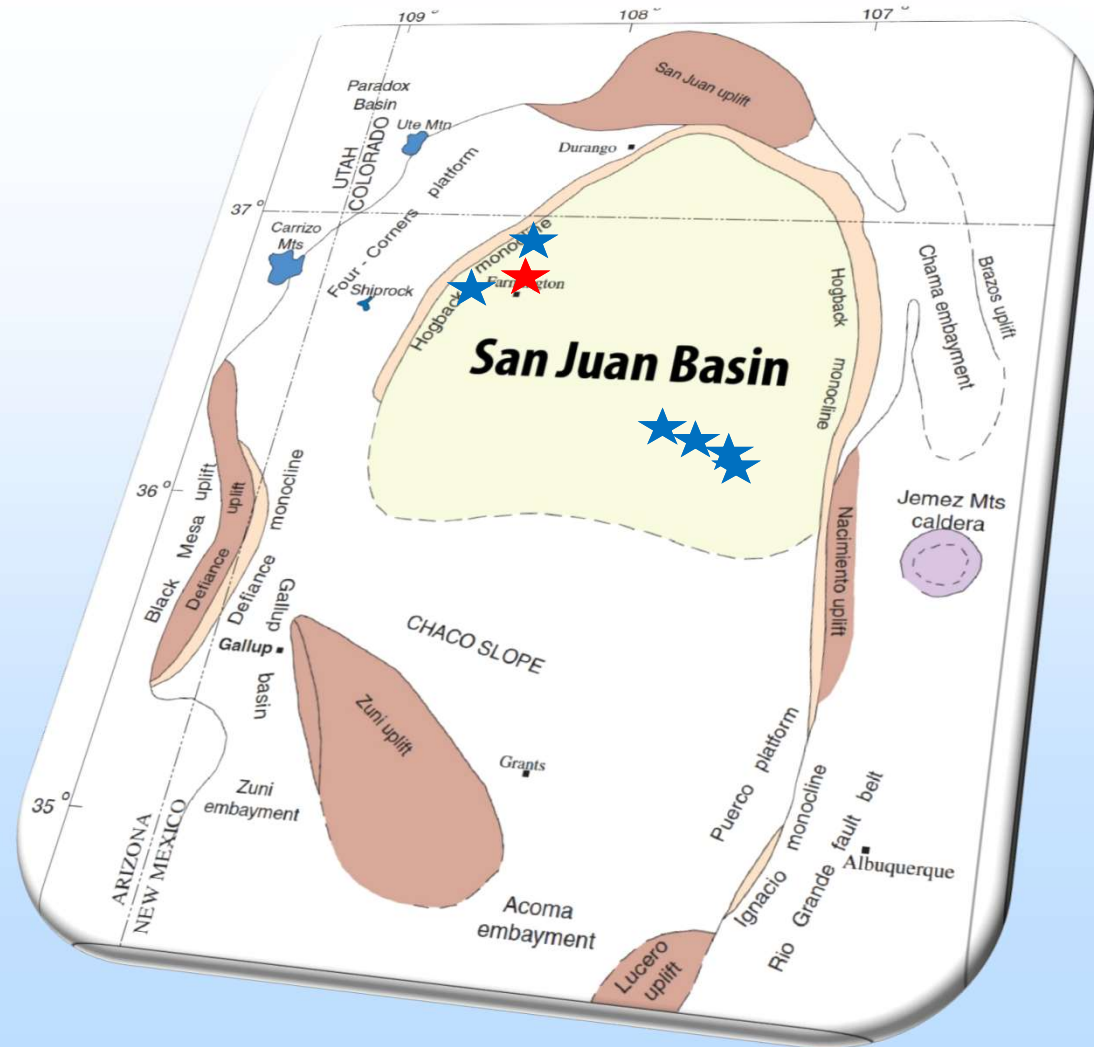 109 °
108 °
107 °
San Juan uplift
Paradox
Basin
Ute Mtn
UTAH
COLORADO
Durango
Four - Corners platform
37 °
Carrizo
Mts
Shiprock
Hogback monocline
Farmington
San Juan Basin
Hogback monocline
Chama embayment
Brazos uplift
36 °
Black Mesa uplift
Defiance uplift
Defiance monocline
Gallup
basin
Gallup
CHACO SLOPE
Nacimiento uplift
Jemez Mts
caldera
Zuni uplift
Grants
Zuni
embayment
35 °
ARIZONA
NEW MEXICO
Puerco platform
Ignacio monocline
Rio Grande fault belt
Albuquerque
Acoma
embayment
Lucero
uplift